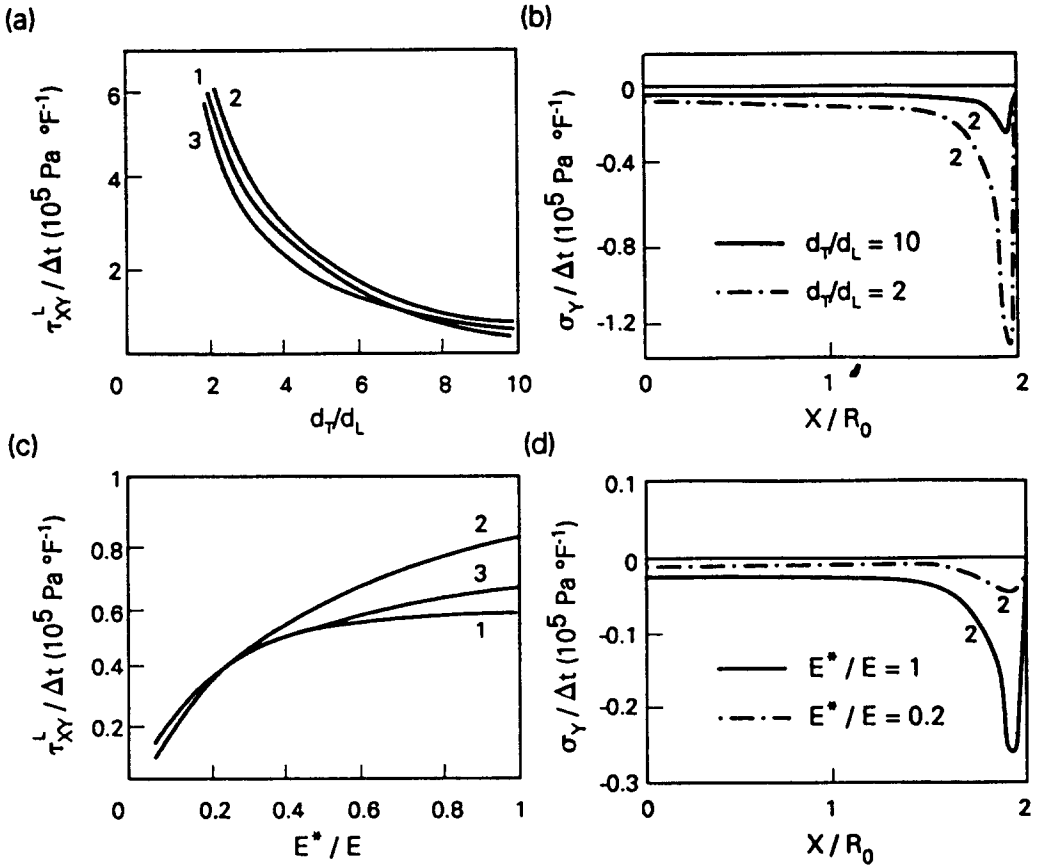 (a)
τ^L_XY / Δt (10^5 Pa °F^-1)
6
4
2
1
2
3
0
2
4
6
8
10
d_T/d_L
(b)
σ_Y / Δt (10^5 Pa °F^-1)
0
-0.4
-0.8
-1.2
2
2
d_T/d_L = 10
d_T/d_L = 2
0
1
2
X / R_0
(c)
τ^L_XY / Δt (10^5 Pa °F^-1)
1
0.8
0.6
0.4
0.2
2
3
1
0
0.2
0.4
0.6
0.8
1
E* / E
(d)
σ_Y / Δt (10^5 Pa °F^-1)
0.1
0
-0.1
-0.2
-0.3
2
2
E* / E = 1
E* / E = 0.2
0
1
2
X / R_0